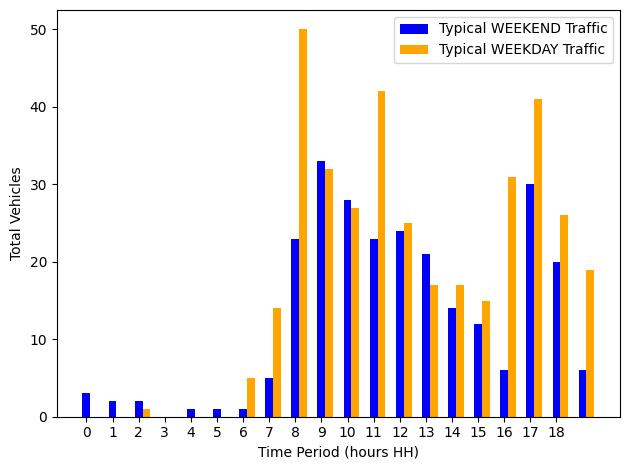 Typical WEEKEND Traffic
Typical WEEKDAY Traffic
Total Vehicles
50
40
30
20
10
0
0 1 2 3 4 5 6 7 8 9 10 11 12 13 14 15 16 17 18
Time Period (hours HH)